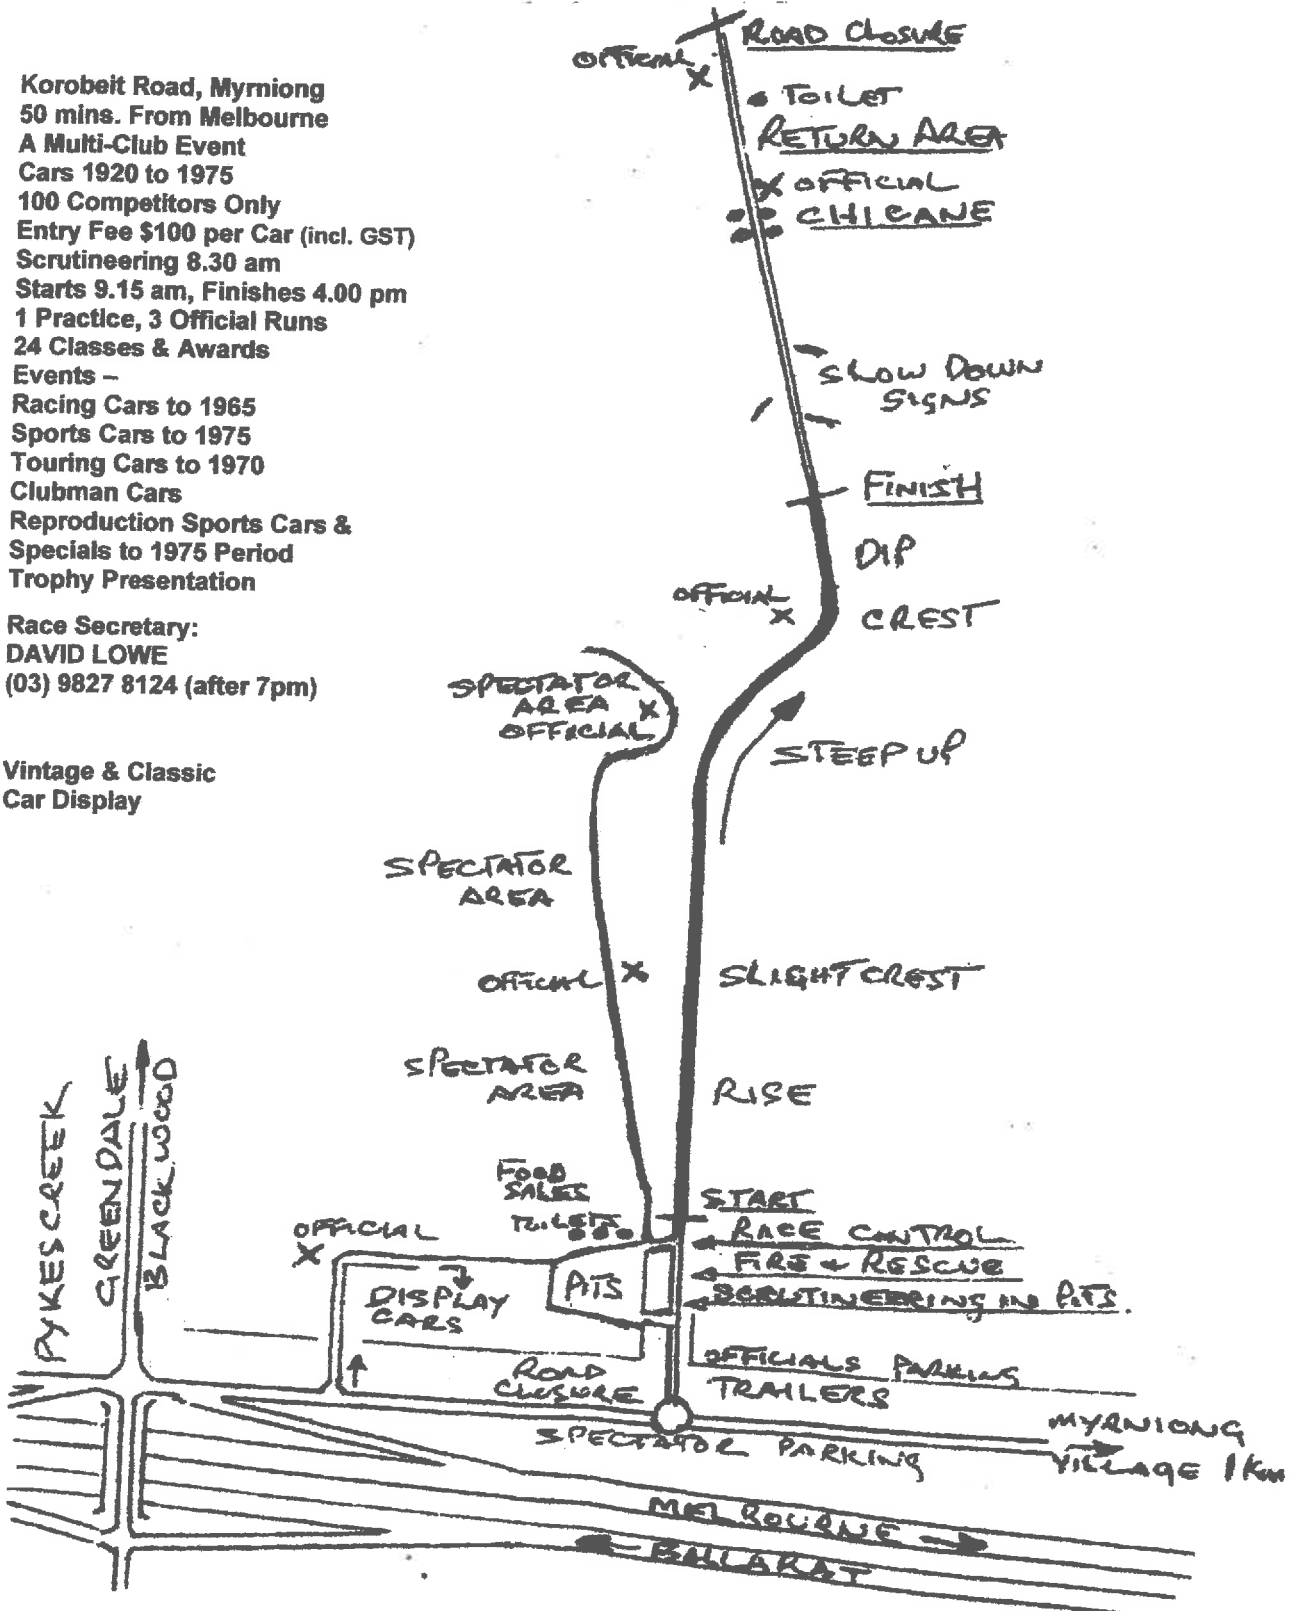 Korobeit Road, Myrniong
50 mins. From Melbourne
A Multi-Club Event
Cars 1920 to 1975
100 Competitors Only
Entry Fee $100 per Car (incl. GST)
Scrutineering 8.30 am
Starts 9.15 am, Finishes 4.00 pm
1 Practice, 3 Official Runs
24 Classes & Awards
Events –
Racing Cars to 1965
Sports Cars to 1975
Touring Cars to 1970
Clubman Cars
Reproduction Sports Cars &
Specials to 1975 Period
Trophy Presentation
Race Secretary:
DAVID LOWE
(03) 9827 8124 (after 7pm)
Vintage & Classic
Car Display
ROAD CLOSURE
OFFICIAL
TOILET
RETURN AREA
OFFICIAL
CHICANE
SLOW DOWN
SIGNS
FINISH
DIP
OFFICIAL
CREST
SPECTATOR
AREA
OFFICIAL
STEEP UP
SPECTATOR
AREA
OFFICIAL
SLIGHT CREST
SPECTATOR
AREA
RISE
FOOD
SALES
TOILETS
START
RACE CONTROL
FIRE & RESCUE
SCRUTINEERING IN PITS
OFFICIAL
PITS
DISPLAY
CARS
PYKES CREEK
GREENDALE
BLACKWOOD
ROAD
CLOSURE
OFFICIALS PARKING
TRAILERS
SPECTATOR PARKING
MYRNIONG
VILLAGE 1 Km
MELBOURNE
BALLARAT